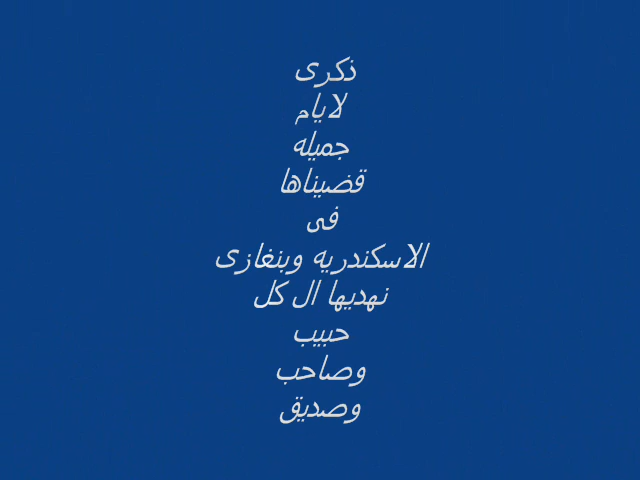 ذكرى
لايام
جميله
قضيناها
فى
الاسكندريه وبنغازى
نهديها ال كل
حبيب
وصاحب
وصديق